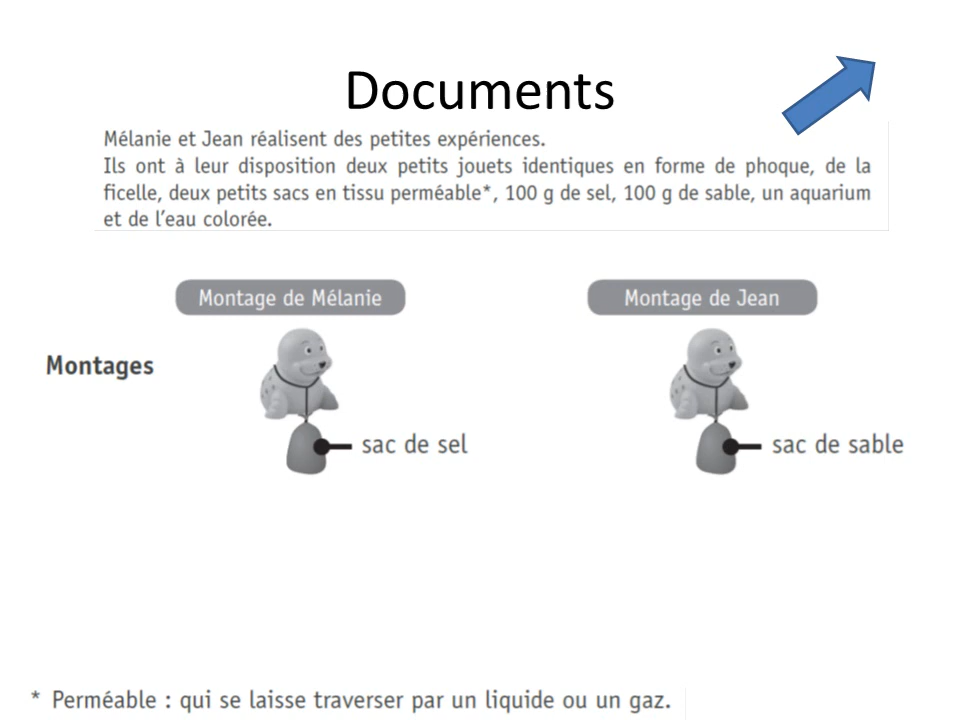 Documents
Mélanie et Jean réalisent des petites expériences.
Ils ont à leur disposition deux petits jouets identiques en forme de phoque, de la
ficelle, deux petits sacs en tissu perméable*, 100 g de sel, 100 g de sable, un aquarium
et de l'eau colorée.
Montage de Mélanie
Montage de Jean
Montages
sac de sel
sac de sable
* Perméable : qui se laisse traverser par un liquide ou un gaz.